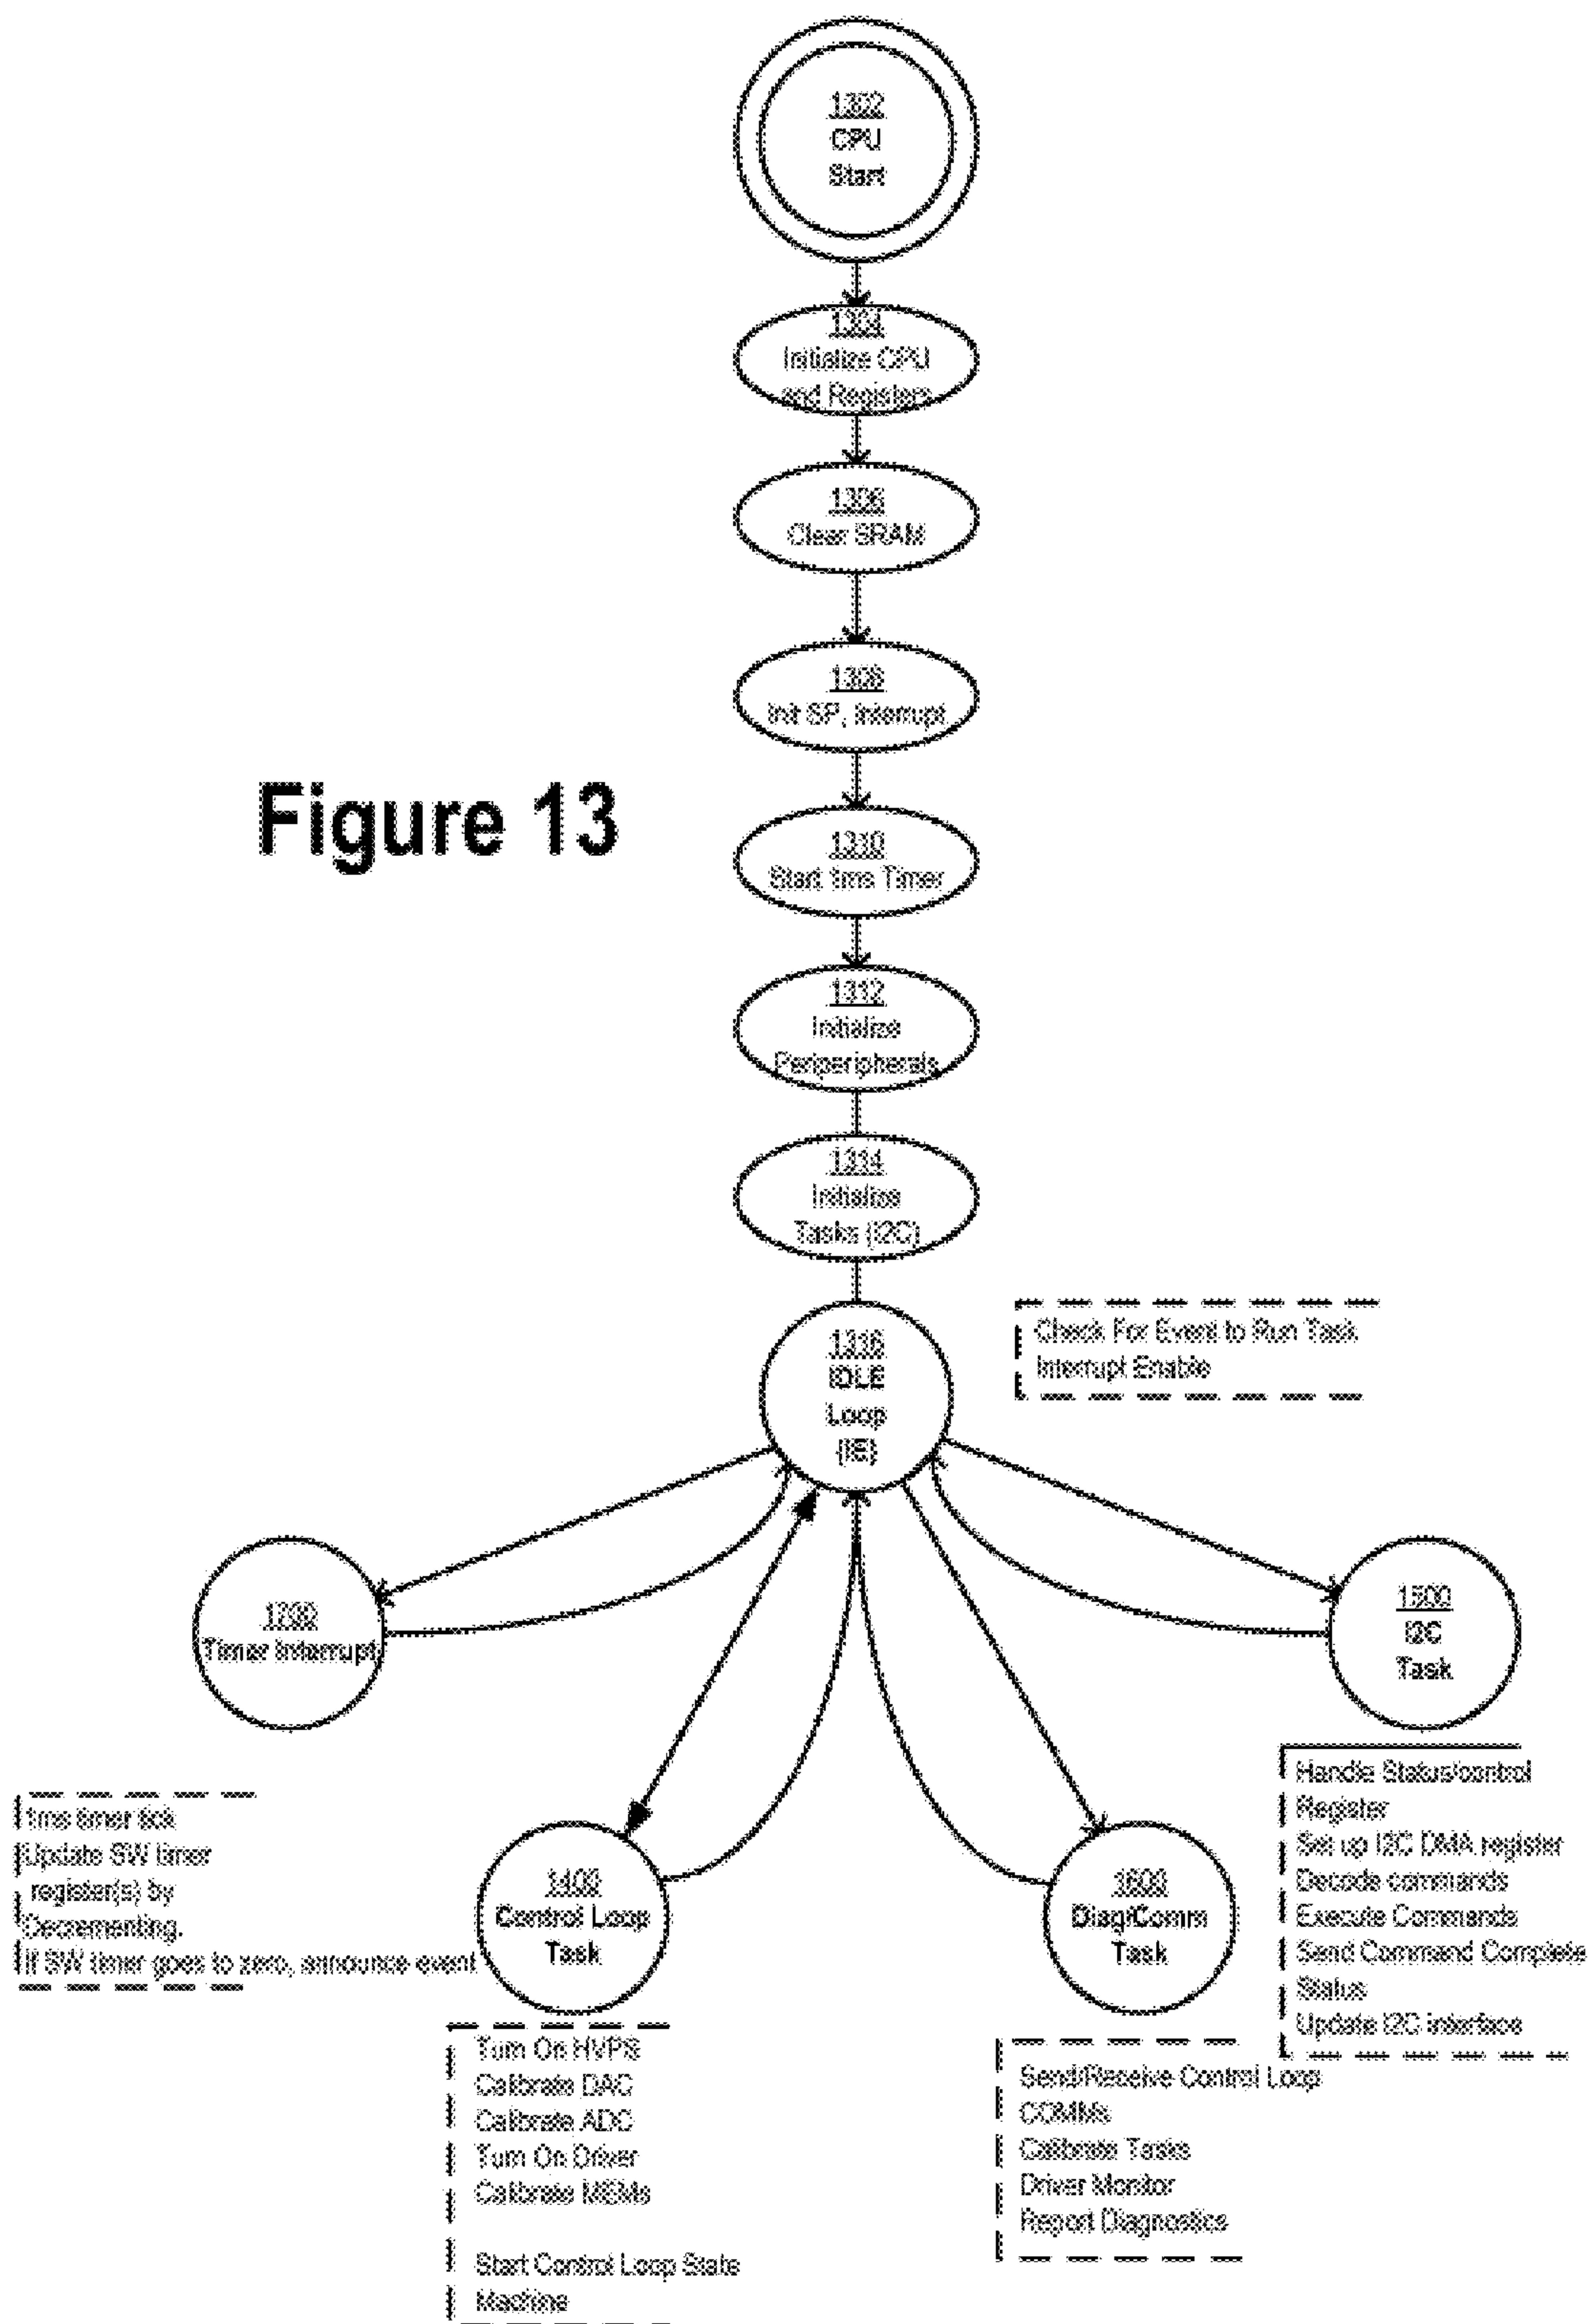 1302
CPU
Start
1304
Initialize CPU
and Registers
1306
Clear SRAM
1308
Init SP, Interrupt
Figure 13
1310
Start 1ms Timer
1312
Initialize
Periperipherals
1314
Initialize
Tasks (I2C)
1316
IDLE
Loop
(IE)
Check For Event to Run Task
Interrupt Enable
1700
Timer Interrupt
1500
I2C
Task
1ms timer tick
Update SW timer
register(s) by
Decrementing.
If SW timer goes to zero, announce event
1400
Control Loop
Task
1600
Diag/Comm
Task
Handle Status/control
Register
Set up I2C DMA register
Decode commands
Execute Commands
Send Command Complete
Status
Update I2C interface
Turn On HVPS
Calibrate DAC
Calibrate ADC
Turn On Driver
Calibrate MEMs
Start Control Loop State
Machine
Send/Receive Control Loop
COMMs
Calibrate Tasks
Driver Monitor
Report Diagnostics